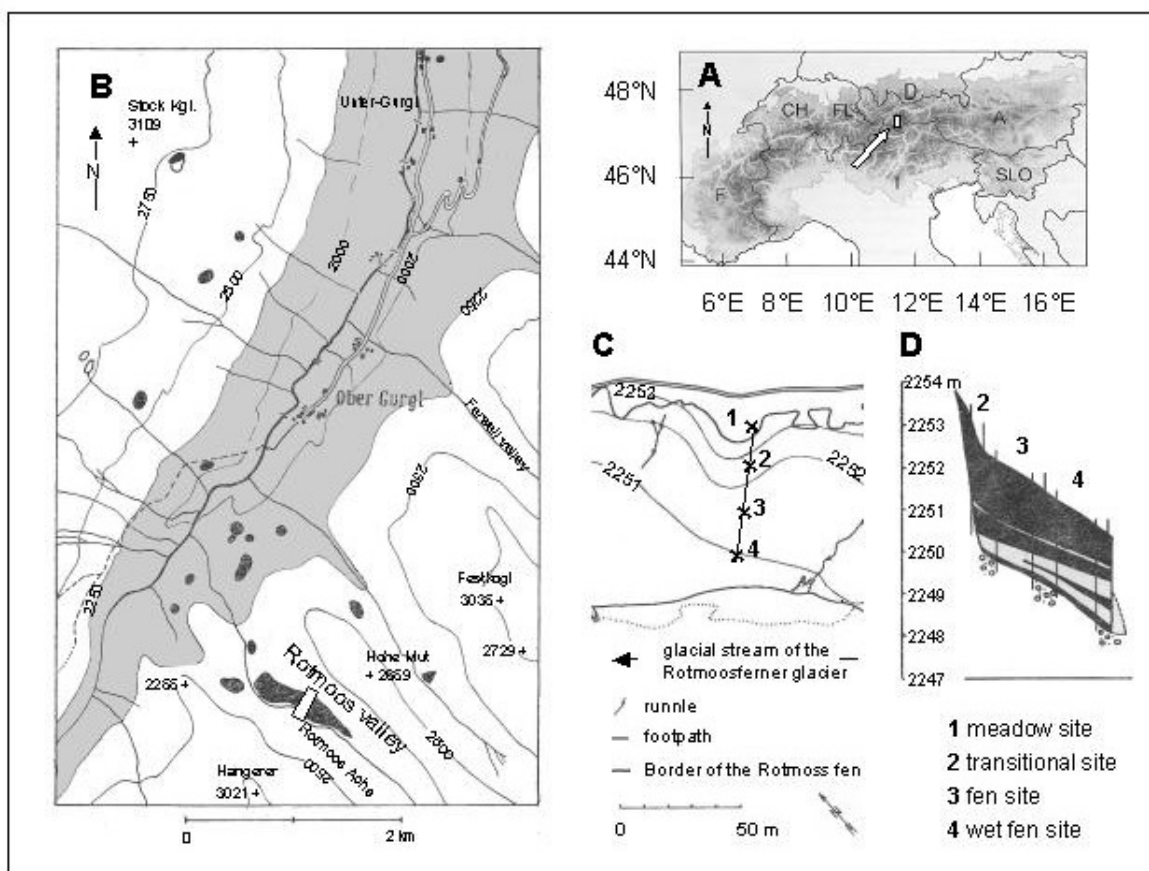 B
Stock Kgl.
3109
+
N
Unter-Gurgl
2750
2500
2000
2000
2250
Ober Gurgl
2500
2250
Festkogl
3035 +
2729 +
Hohe Mut
+ 2659
Rotmoos valley
2266 +
Rotmoos Ache
2500
2500
Hangerer
3021 +
0 2 km
A
48°N
46°N
44°N
N
CH
FL
D
A
F
I
SLO
6°E 8°E 10°E 12°E 14°E 16°E
C
2252
1
2
2251
2252
3
4
glacial stream of the
Rotmoosferner glacier
runnle
footpath
Border of the Rotmoss fen
0 50 m
D
2254 m
2253
2252
2251
2250
2249
2248
2247
2
3
4
1 meadow site
2 transitional site
3 fen site
4 wet fen site